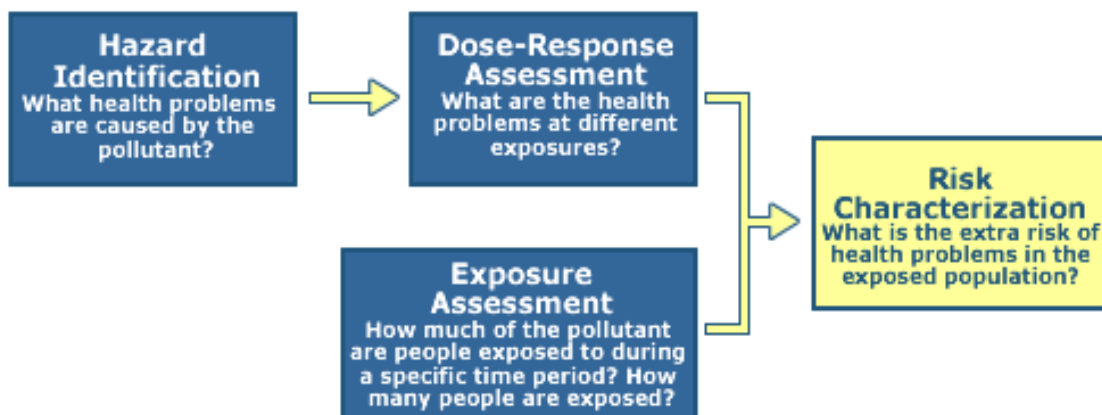 Hazard
Identification
What health problems
are caused by the
pollutant?
Dose-Response
Assessment
What are the health
problems at different
exposures?
Exposure
Assessment
How much of the pollutant
are people exposed to during
a specific time period? How
many people are exposed?
Risk
Characterization
What is the extra risk of
health problems in the
exposed population?